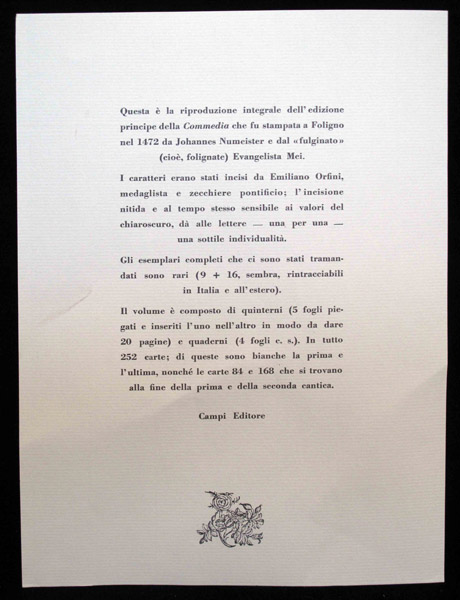 Questa è la riproduzione integrale dell'edizione
principe della Commedia che fu stampata a Foligno
nel 1472 da Johannes Numeister e dal «fulginato»
(cioè, folignate) Evangelista Mei.
I caratteri erano stati incisi da Emiliano Orfini,
medaglista e zecchiere pontificio; l'incisione
nitida e al tempo stesso sensibile ai valori del
chiaroscuro, dà alle lettere — una per una —
una sottile individualità.
Gli esemplari completi che ci sono stati traman-
dati sono rari (9 + 16, sembra, rintracciabili
in Italia e all'estero).
Il volume è composto di quinterni (5 fogli pie-
gati e inseriti l'uno nell'altro in modo da dare
20 pagine) e quaderni (4 fogli c. s.). In tutto
252 carte; di queste sono bianche la prima e
l'ultima, nonché le carte 84 e 168 che si trovano
alla fine della prima e della seconda cantica.
Campi Editore